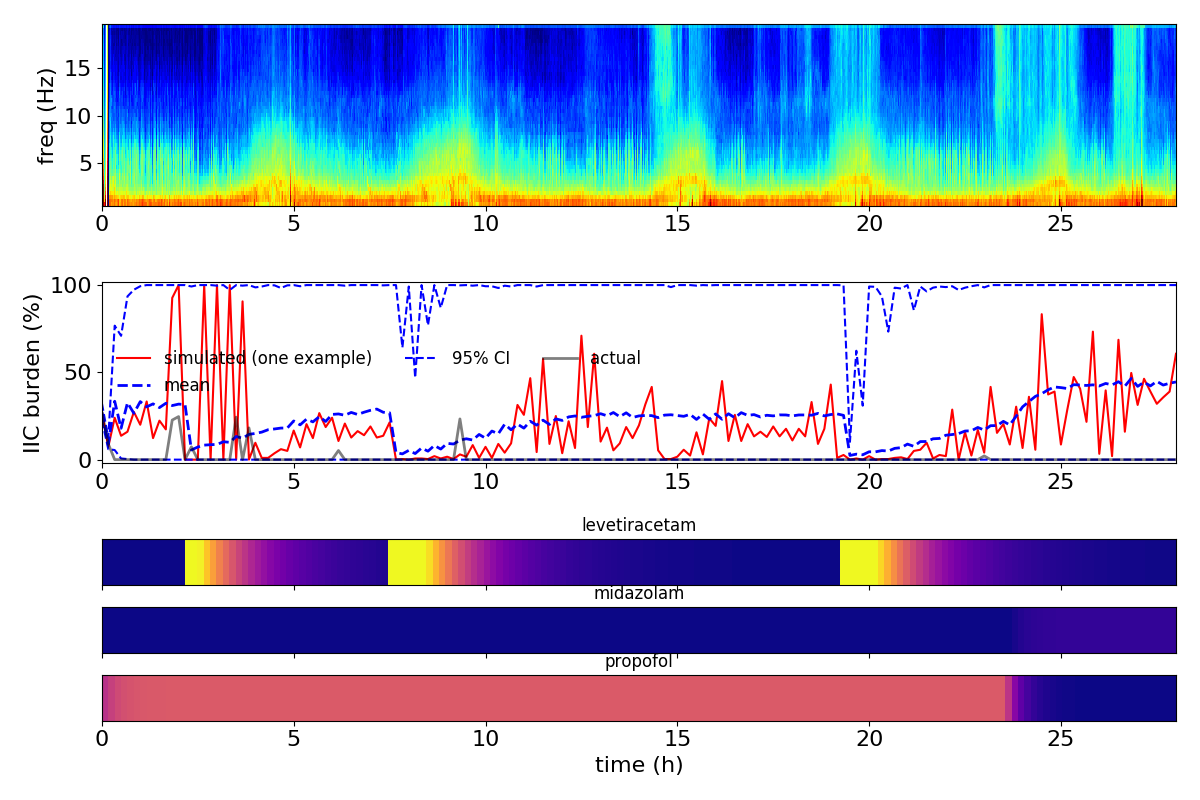 15
10
5
freq (Hz)
0 5 10 15 20 25
100
50
0
IIC burden (%)
simulated (one example) 95% CI actual
mean
0 5 10 15 20 25
levetiracetam
midazolam
propofol
0 5 10 15 20 25
time (h)